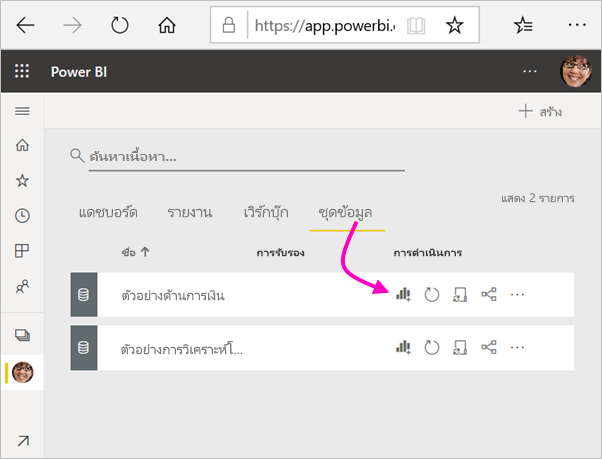 https://app.powerbi.
Power BI
สร้าง
ค้นหาเนื้อหา...
แสดง 2 รายการ
แดชบอร์ด รายงาน เวิร์กบุ๊ก ชุดข้อมูล
ชื่อ การรับรอง การดำเนินการ
ตัวอย่างด้านการเงิน
ตัวอย่างการวิเคราะห์โ...